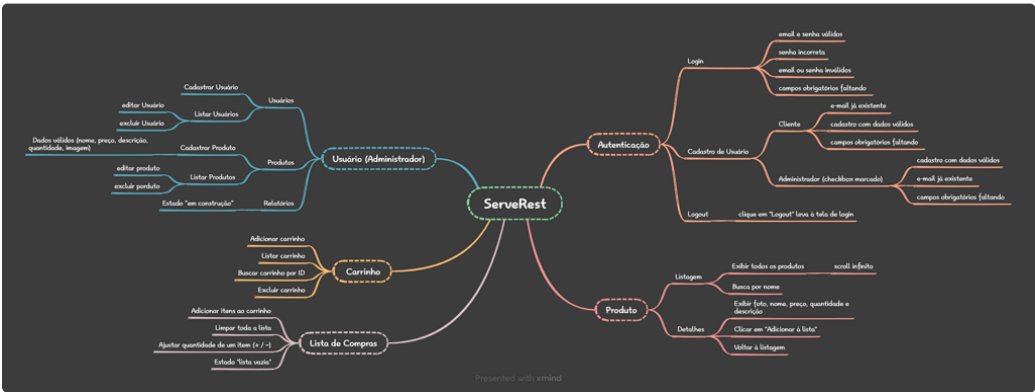 ServeRest
Autenticação
Login
email e senha válidos
senha incorreta
email ou senha inválidos
campos obrigatórios faltando
Cadastro de Usuário
Cliente
e-mail já existente
cadastro com dados válidos
campos obrigatórios faltando
Administrador (checkbox marcado)
cadastro com dados válidos
e-mail já existente
campos obrigatórios faltando
Logout
clique em "Logout" leva à tela de login
Produto
Listagem
Exibir todos os produtos
scroll infinito
Busca por nome
Detalhes
Exibir foto, nome, preço, quantidade e
descrição
Clicar em "Adicionar à lista"
Voltar à listagem
Usuário (Administrador)
Usuários
Cadastrar Usuário
Listar Usuários
editar Usuário
excluir Usuário
Produtos
Cadastrar Produto
Dados válidos (nome, preço, descrição,
quantidade, imagem)
Listar Produtos
editar produto
excluir porduto
Relatórios
Estado "em construção"
Carrinho
Adicionar carrinho
Listar carrinho
Buscar carrinho por ID
Excluir carrinho
Lista de Compras
Adicionar itens ao carrinho
Limpar toda a lista
Ajustar quantidade de um item (+ / -)
Estado "lista vazia"
Presented with xmind